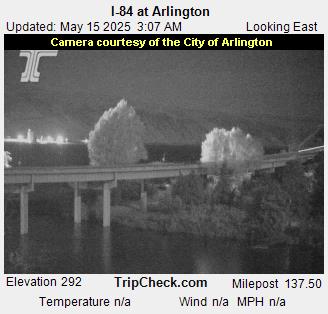 I-84 at Arlington
Updated: May 15 2025 3:07 AM Looking East
Camera courtesy of the City of Arlington
Elevation 292 TripCheck.com Milepost 137.50
Temperature n/a Wind n/a MPH n/a